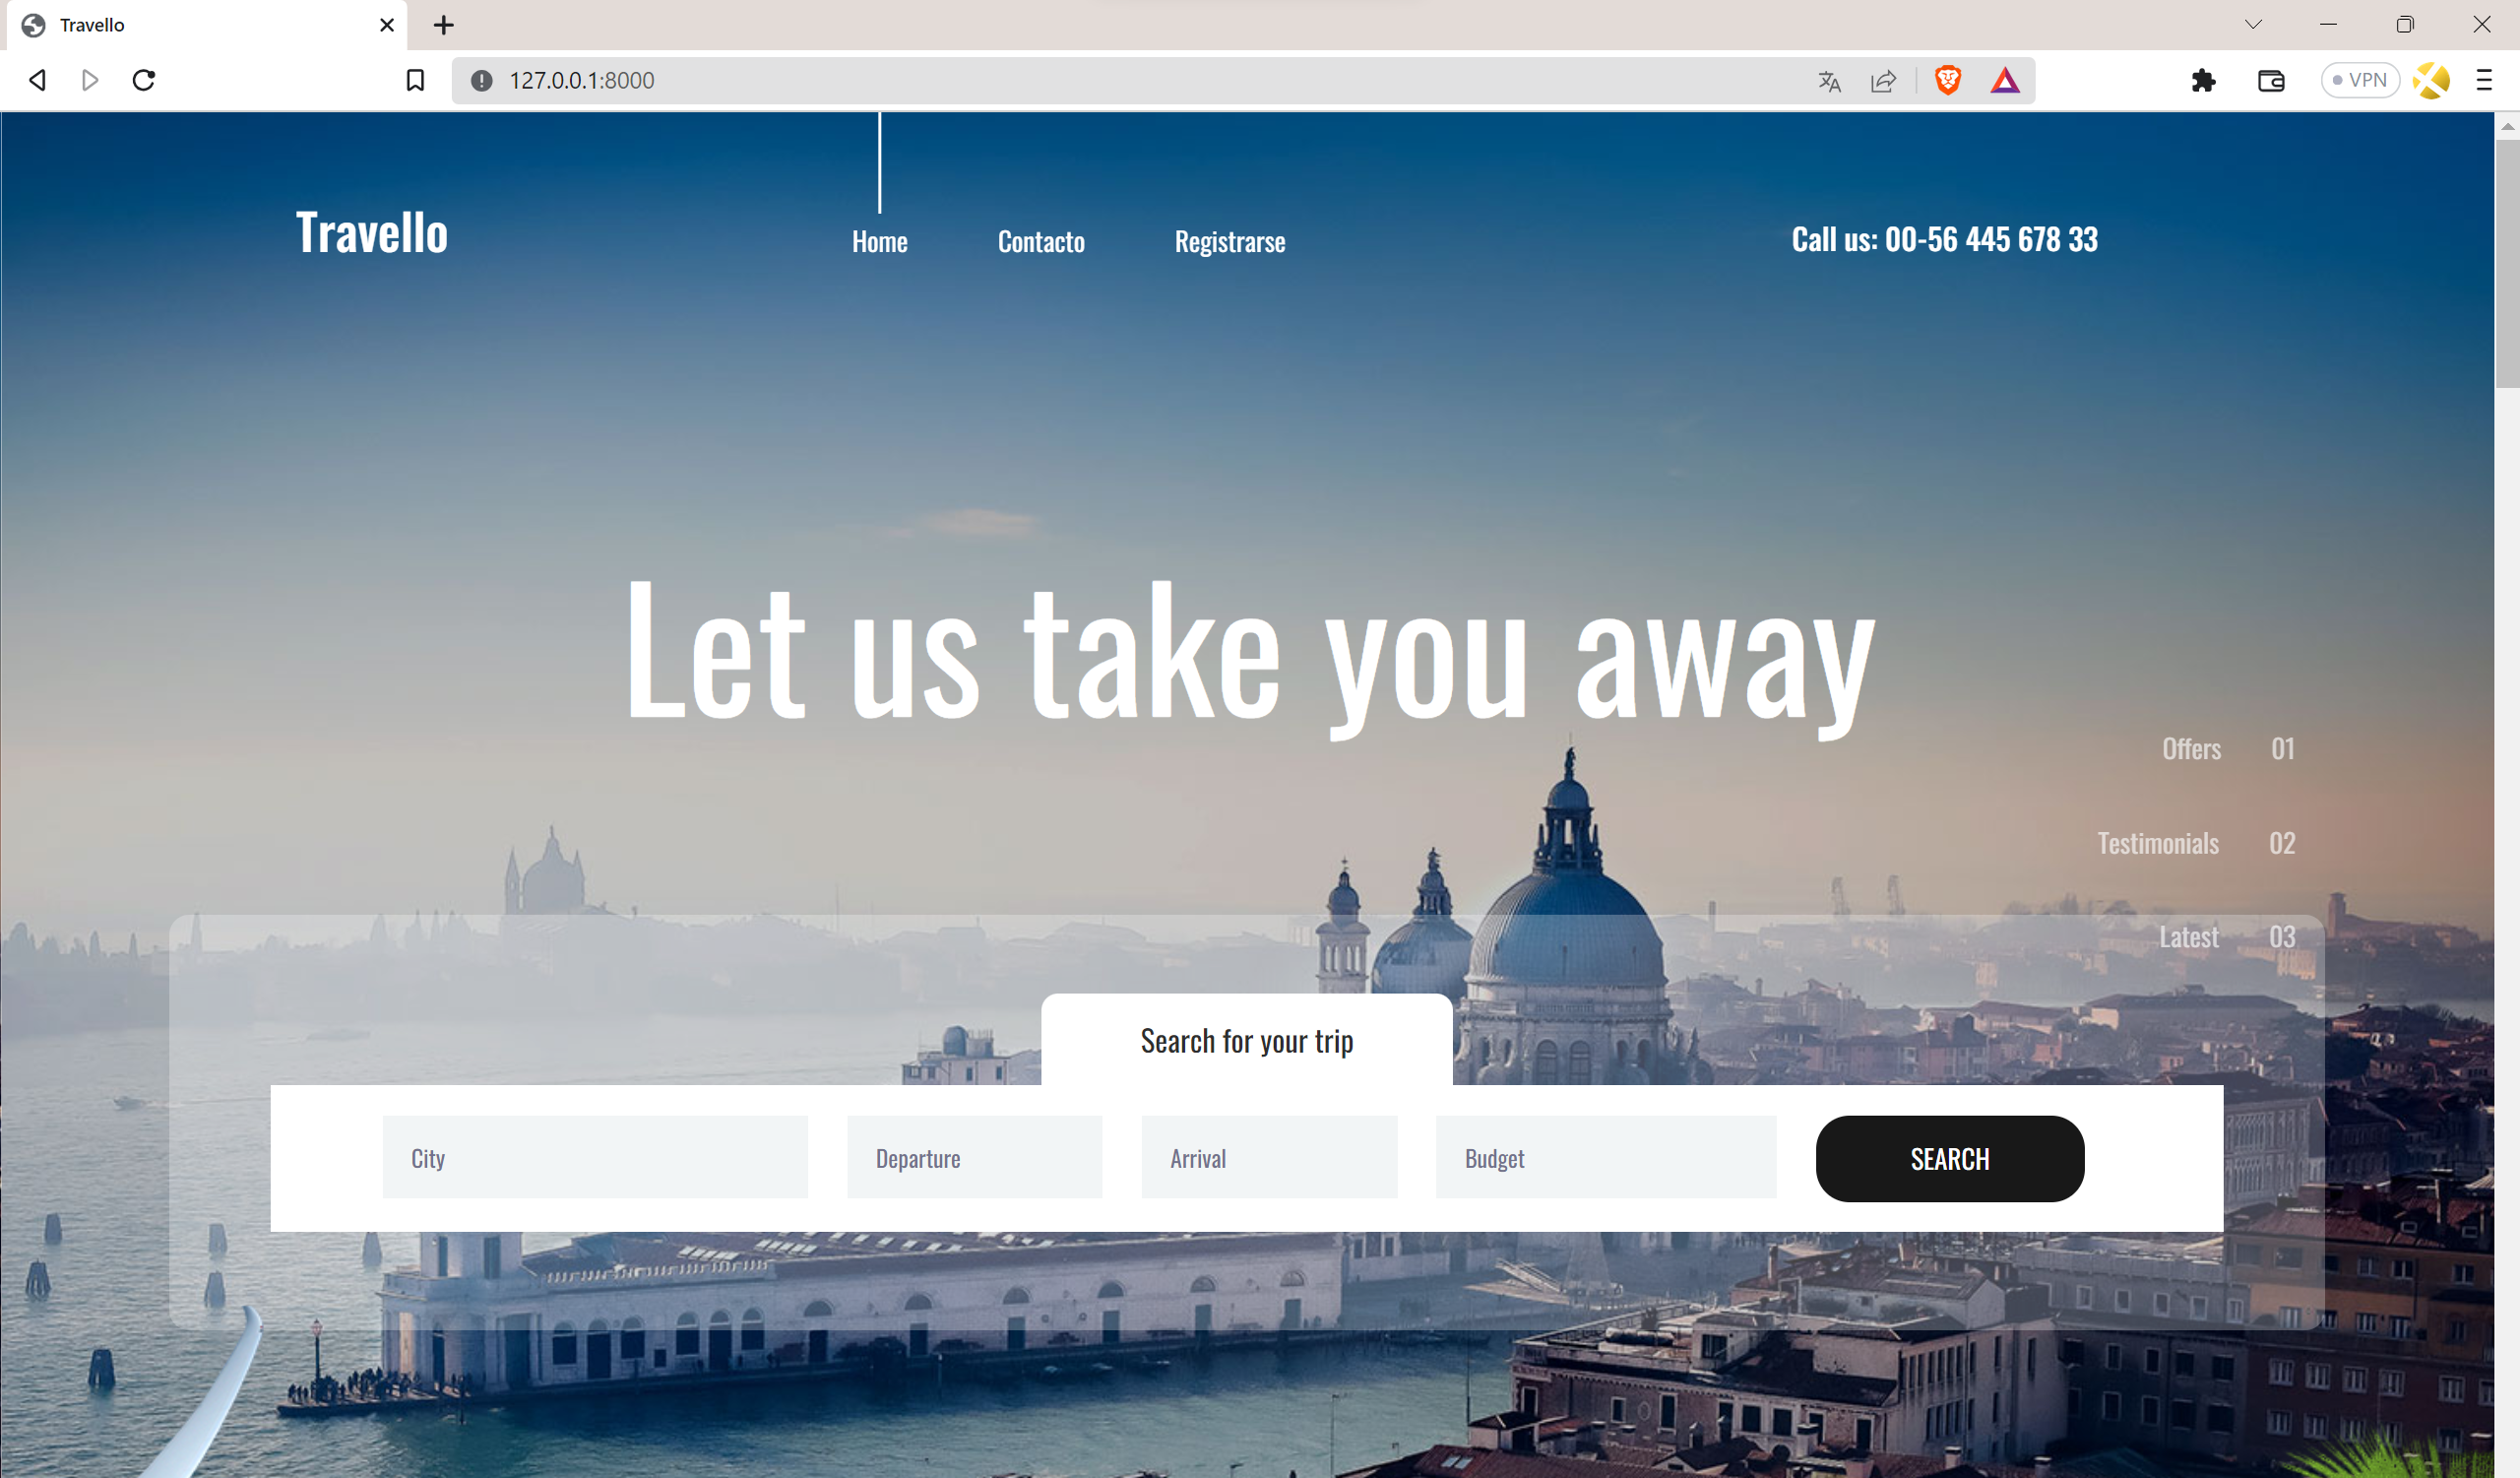 Travello
127.0.0.1:8000
VPN
Travello
Home
Contacto
Registrarse
Call us: 00-56 445 678 33
Let us take you away
Offers 01
Testimonials 02
Latest 03
Search for your trip
City
Departure
Arrival
Budget
SEARCH